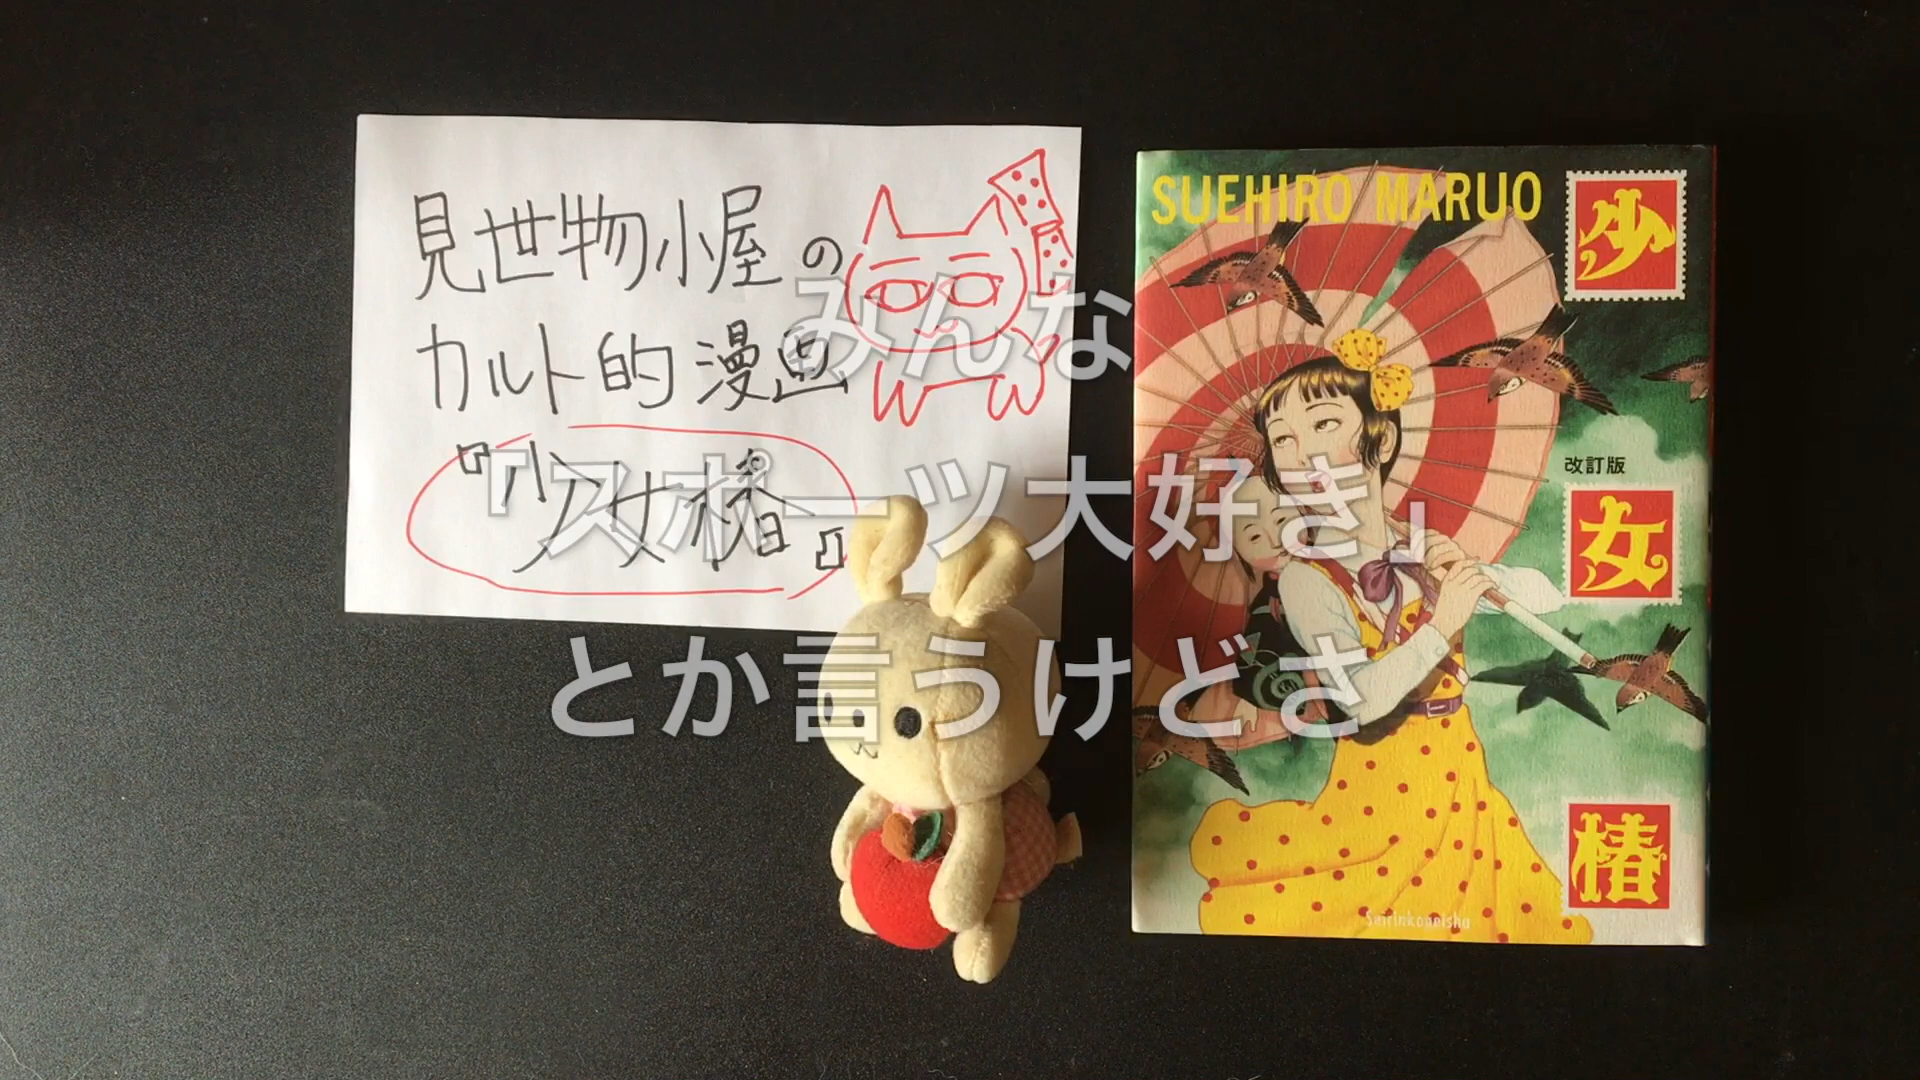 見世物小屋の
カルト的漫画
『少女椿』
みんな
「スポーツ大好き」
とか言うけどさ
SUEHIRO MARUO
少
改訂版
女
椿
Seirinkogeisha